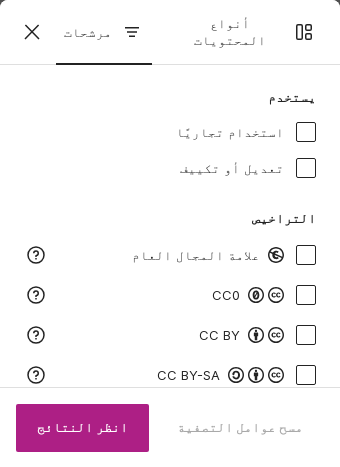 أنواع
المحتويات
مرشحات
يستخدم
استخدام تجاريًا
تعديل أو تكييف
التراخيص
علامة المجال العام
CC0
CC BY
CC BY-SA
مسح عوامل التصفية
انظر النتائج